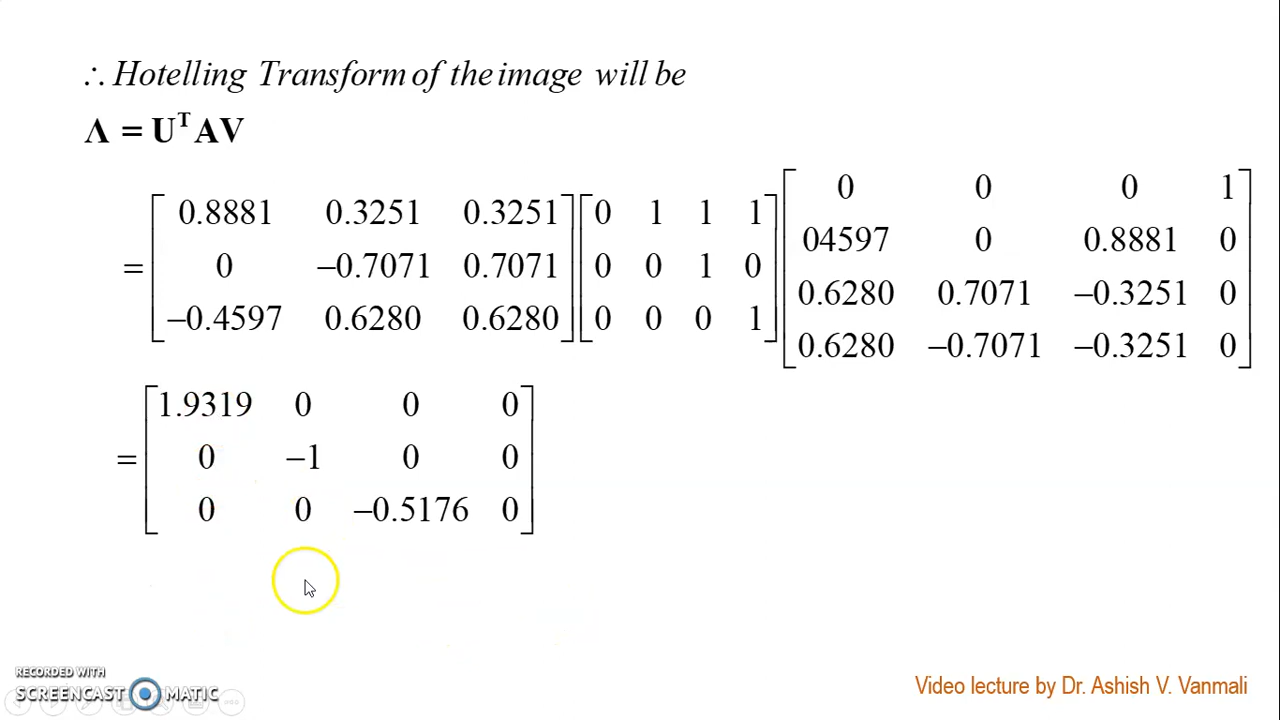 ∴ Hotelling Transform of the image will be
Λ = UᵀAV
= [0.8881 0.3251 0.3251] [0 1 1 1] [0 0 0 1]
[0 −0.7071 0.7071] [0 0 1 0] [04597 0 0.8881 0]
[−0.4597 0.6280 0.6280] [0 0 0 1] [0.6280 0.7071 −0.3251 0]
[0.6280 −0.7071 −0.3251 0]
= [1.9319 0 0 0]
[0 −1 0 0]
[0 0 −0.5176 0]
RECORDED WITH
SCREENCAST MATIC
Video lecture by Dr. Ashish V. Vanmali